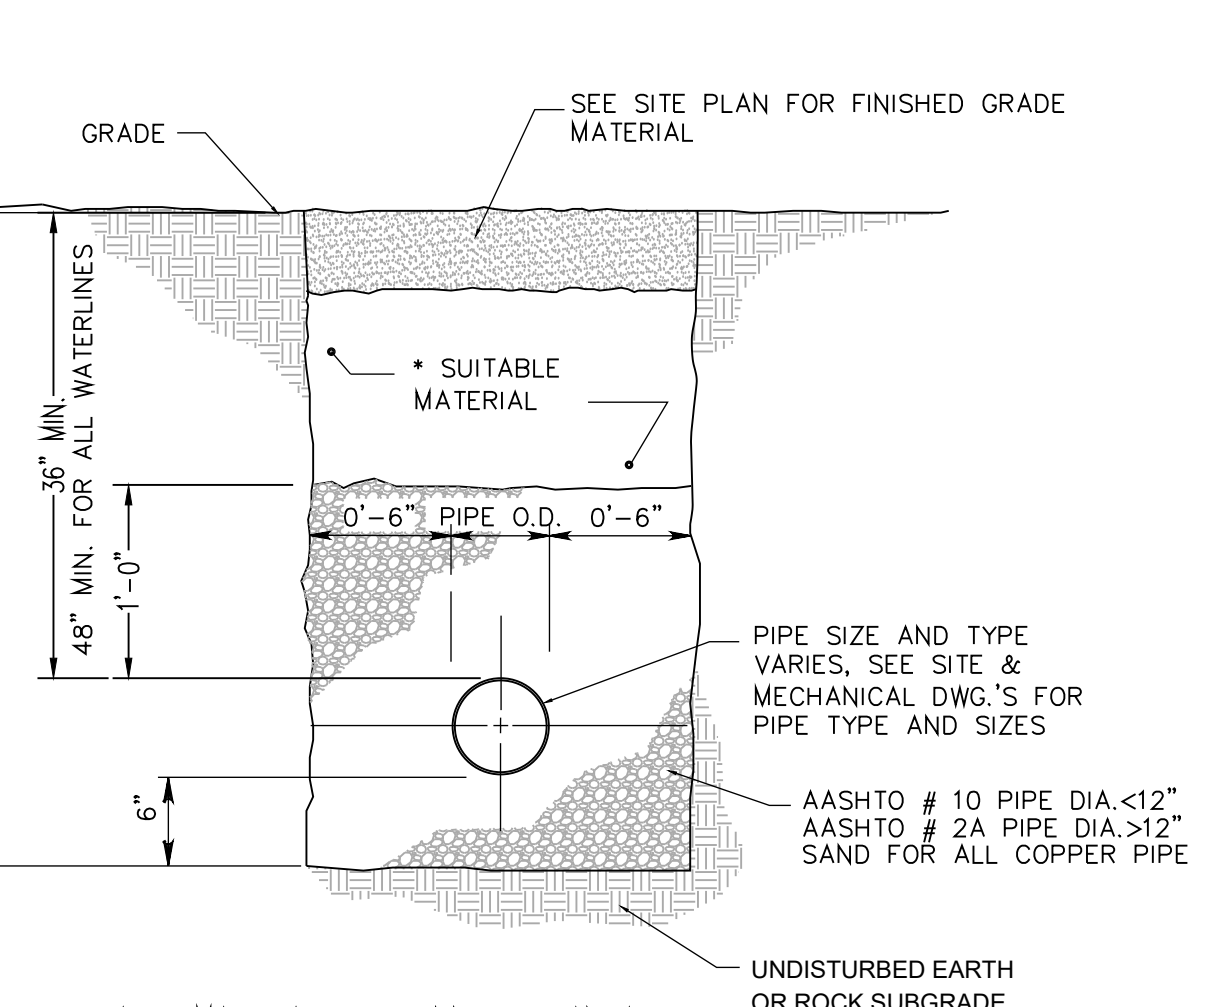 SEE SITE PLAN FOR FINISHED GRADE
MATERIAL
GRADE
36" MIN.
48" MIN. FOR ALL WATERLINES
* SUITABLE
MATERIAL
0'-6" PIPE O.D. 0'-6"
1'-0"
PIPE SIZE AND TYPE
VARIES, SEE SITE &
MECHANICAL DWG.'S FOR
PIPE TYPE AND SIZES
6"
AASHTO # 10 PIPE DIA.<12"
AASHTO # 2A PIPE DIA.>12"
SAND FOR ALL COPPER PIPE
UNDISTURBED EARTH
OR ROCK SUBGRADE